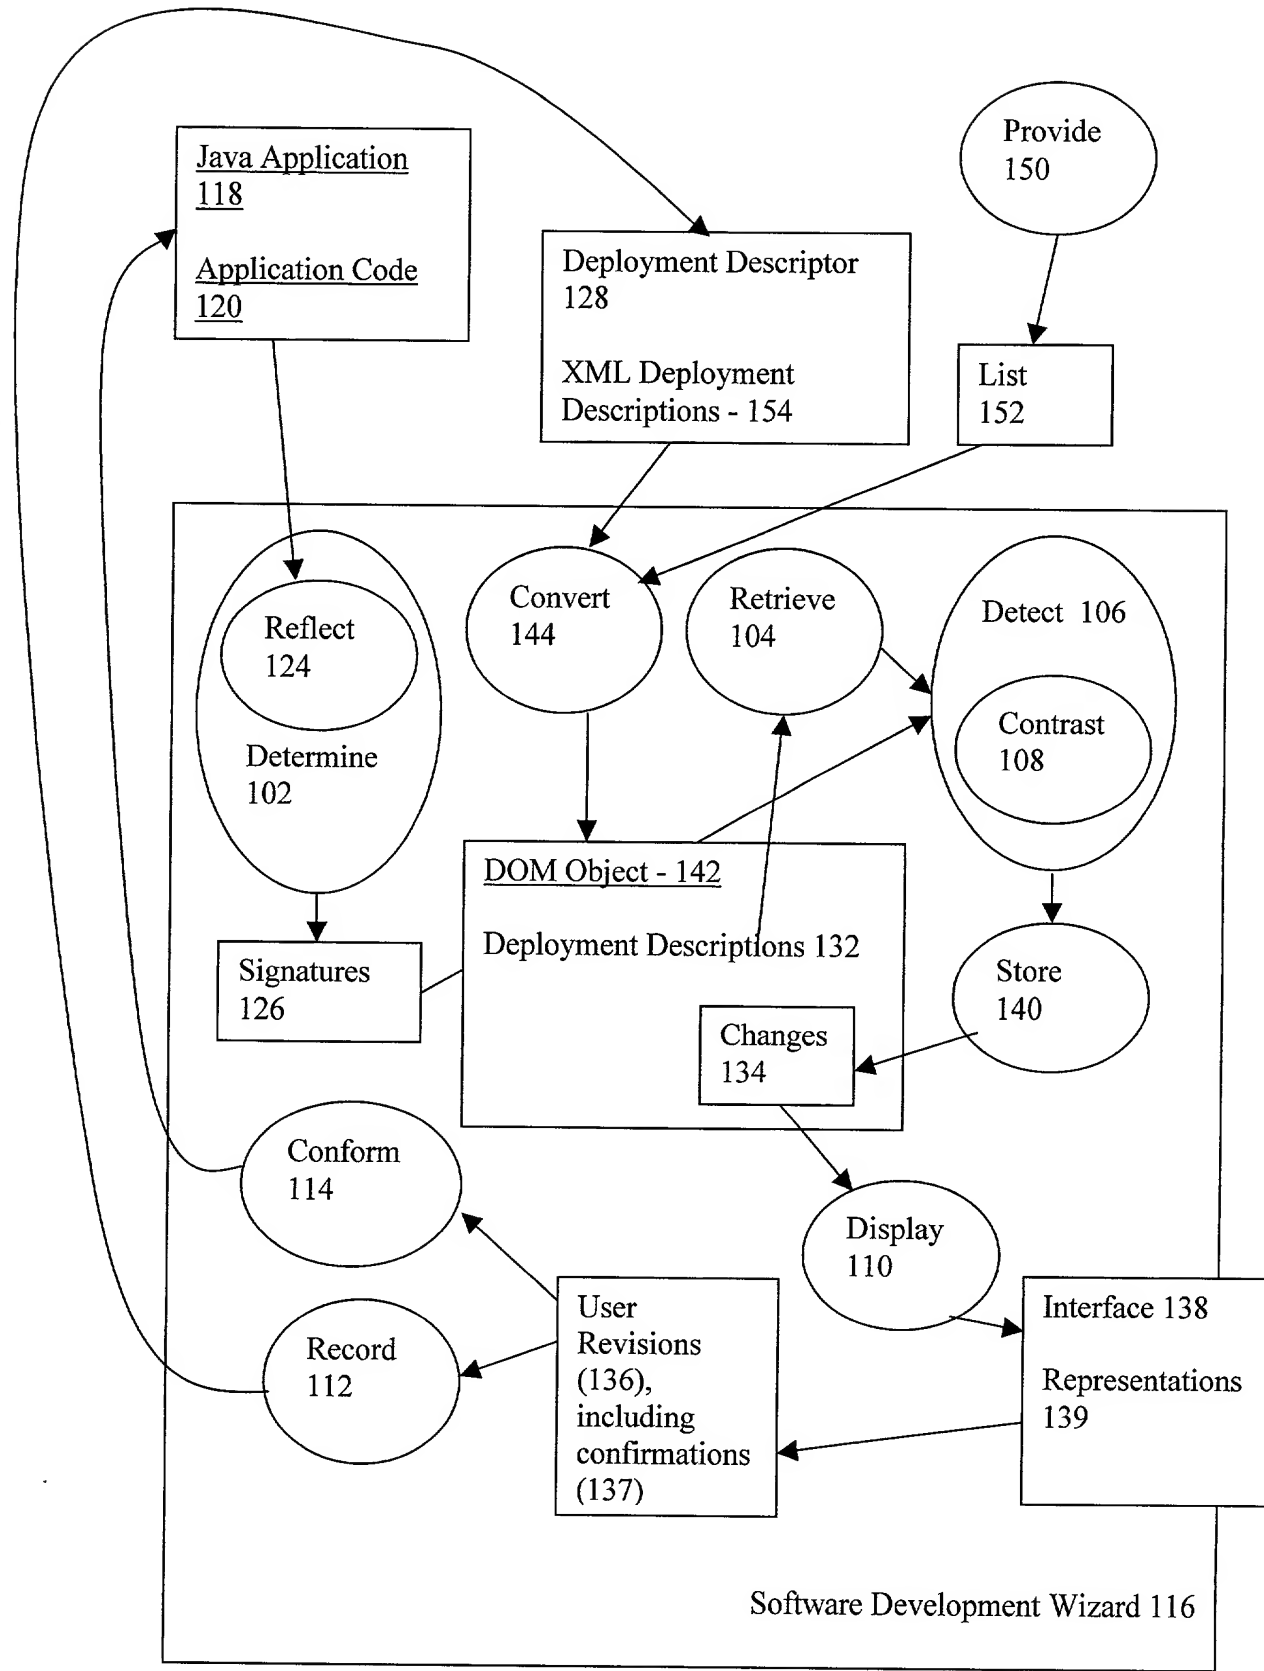 Provide
150
Java Application
118
Application Code
120
Deployment Descriptor
128
XML Deployment
Descriptions - 154
List
152
Reflect
124
Determine
102
Convert
144
Retrieve
104
Detect 106
Contrast
108
DOM Object - 142
Deployment Descriptions 132
Signatures
126
Changes
134
Store
140
Conform
114
Display
110
Record
112
User
Revisions
(136),
including
confirmations
(137)
Interface 138
Representations
139
Software Development Wizard 116